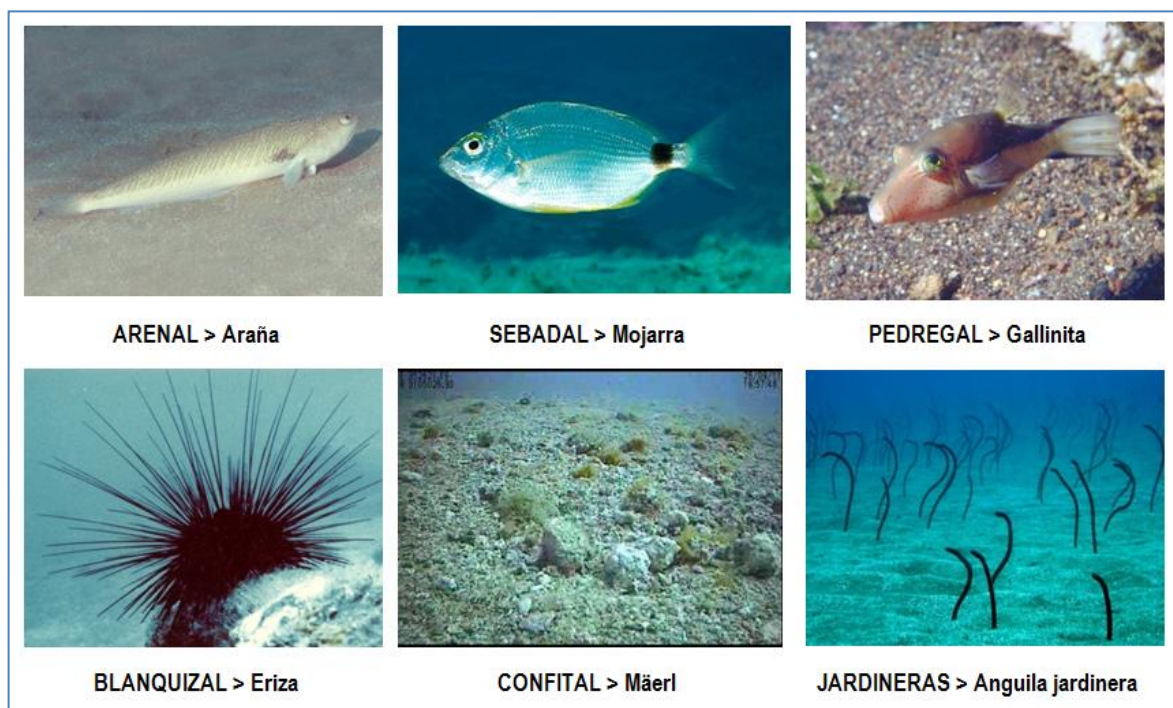 ARENAL > Araña
SEBADAL > Mojarra
PEDREGAL > Gallinita
BLANQUIZAL > Eriza
CONFITAL > Mäerl
JARDINERAS > Anguila jardinera